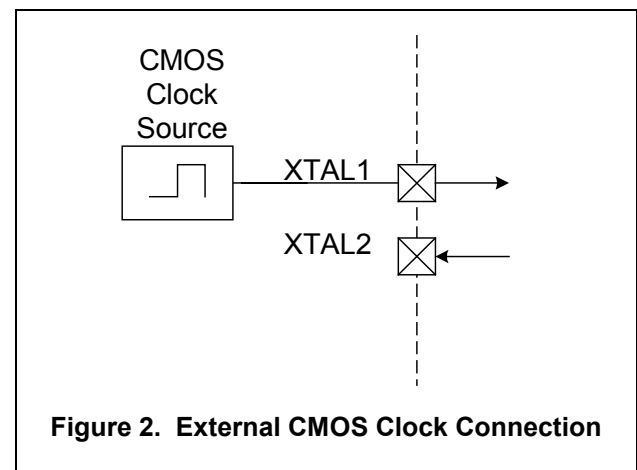 CMOS
Clock
Source
XTAL1
XTAL2
Figure 2. External CMOS Clock Connection